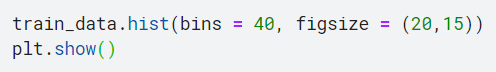 train_data.hist(bins = 40, figsize = (20,15))
plt.show()